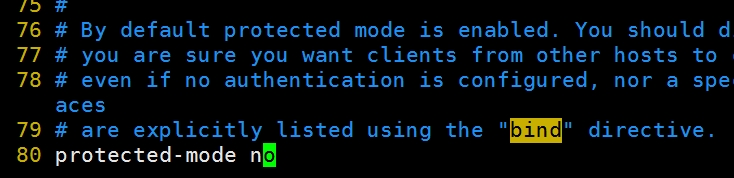 75 #
76 # By default protected mode is enabled. You should d
77 # you are sure you want clients from other hosts to
78 # even if no authentication is configured, nor a spe
aces
79 # are explicitly listed using the "bind" directive.
80 protected-mode no